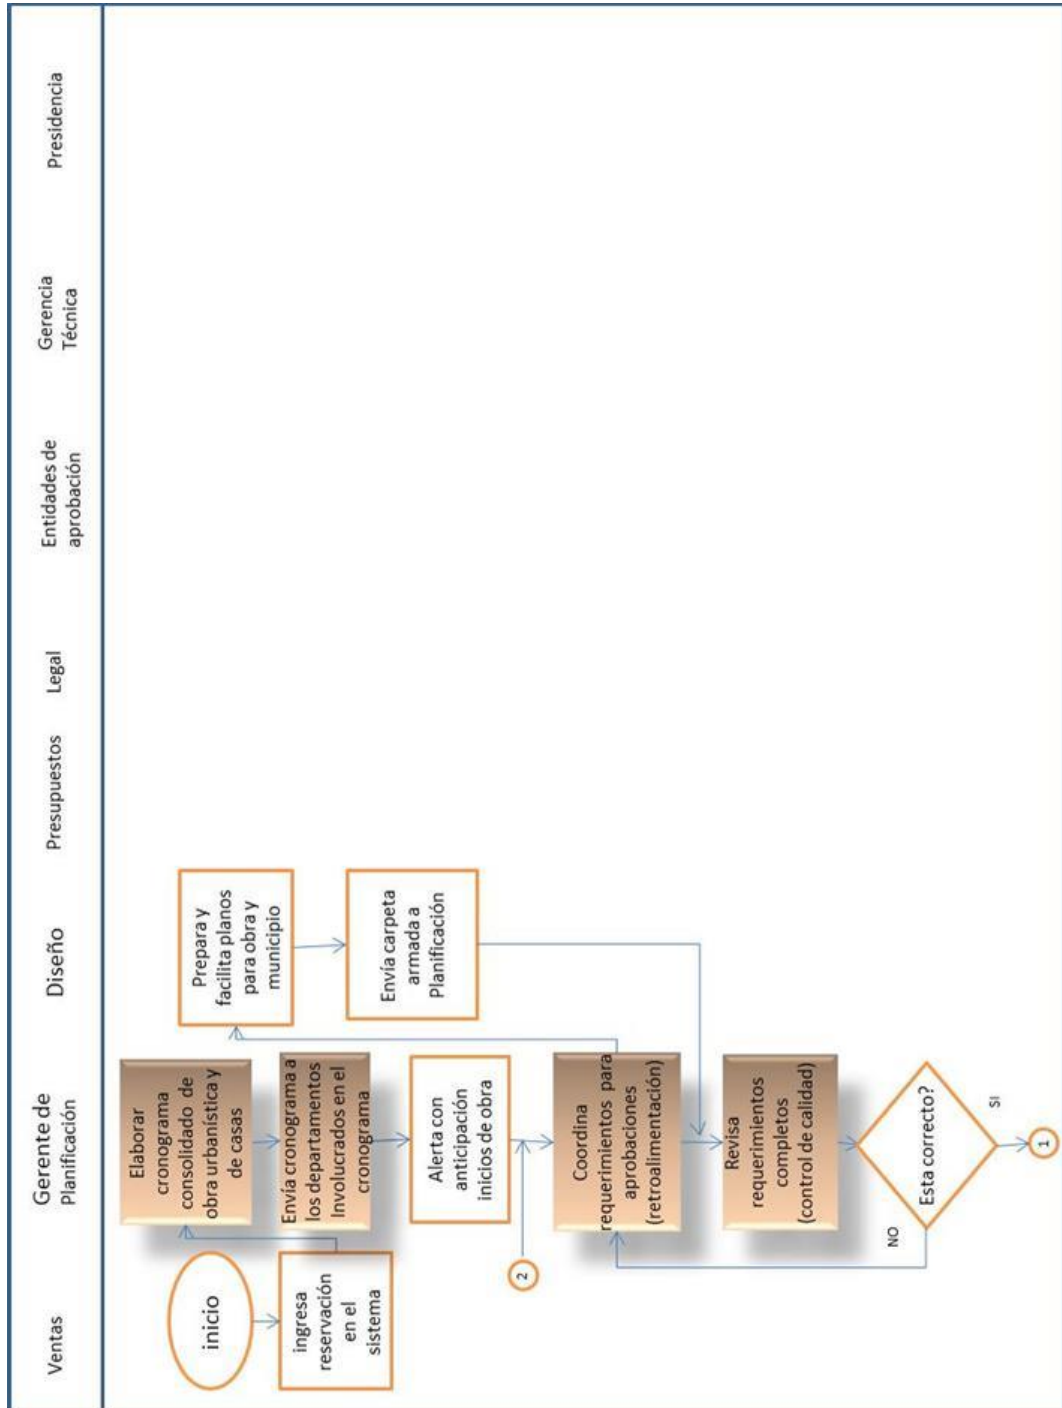 Ventas
Gerente de
Planificación
Diseño
Presupuestos
Legal
Entidades de
aprobación
Gerencia
Técnica
Presidencia
inicio
ingresa
reservación
en el
sistema
Elaborar
cronograma
consolidado de
obra urbanística y
de casas
Envía cronograma a
los departamentos
Involucrados en el
cronograma
Alerta con
anticipación
inicios de obra
2
Coordina
requerimientos para
aprobaciones
(retroalimentación)
Prepara y
facilita planos
para obra y
municipio
Envía carpeta
armada a
Planificación
Revisa
requerimientos
completos
(control de calidad)
Esta correcto?
NO
SI
1